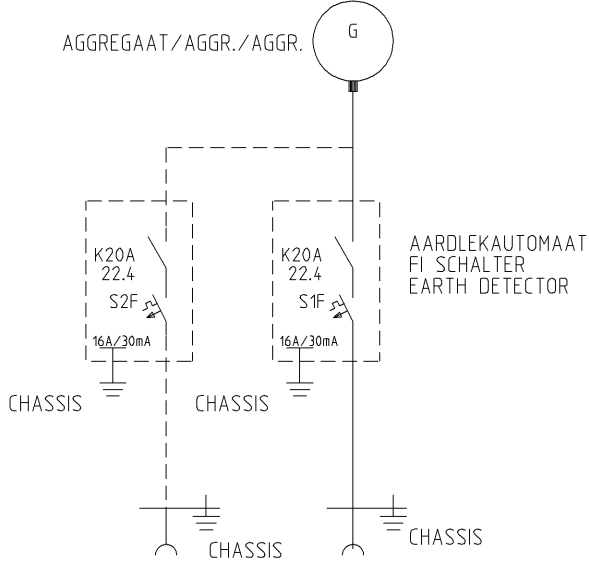 G
AGGREGAAT/AGGR./AGGR.
K20A
22.4
S2F
16A/30mA
CHASSIS
K20A
22.4
S1F
16A/30mA
CHASSIS
AARDLEKAUTOMAAT
FI SCHALTER
EARTH DETECTOR
CHASSIS
CHASSIS